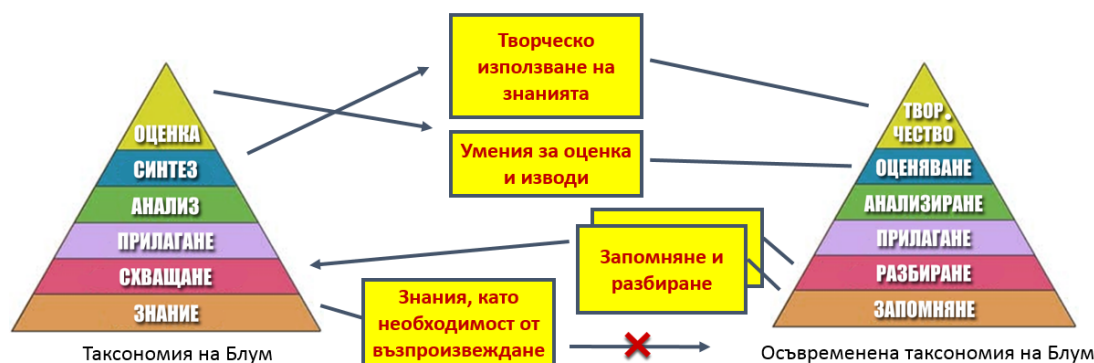 Творческо
използване на
знанията
Умения за оценка
и изводи
ОЦЕНКА
СИНТЕЗ
АНАЛИЗ
ПРИЛАГАНЕ
СХВАЩАНЕ
ЗНАНИЕ
Таксономия на Блум
Запомняне и
разбиране
Знания, като
необходимост от
възпроизвеждане
ТВОР.
ЧЕСТВО
ОЦЕНЯВАНЕ
АНАЛИЗИРАНЕ
ПРИЛАГАНЕ
РАЗБИРАНЕ
ЗАПОМНЯНЕ
Осъвременена таксономия на Блум